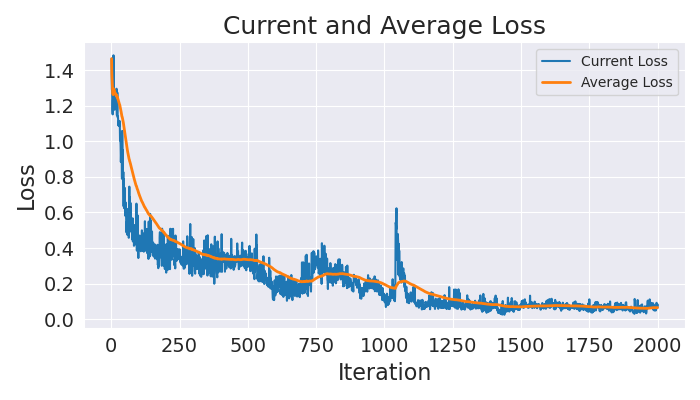 Current and Average Loss
Current Loss
Average Loss
Loss
1.4
1.2
1.0
0.8
0.6
0.4
0.2
0.0
0 250 500 750 1000 1250 1500 1750 2000
Iteration